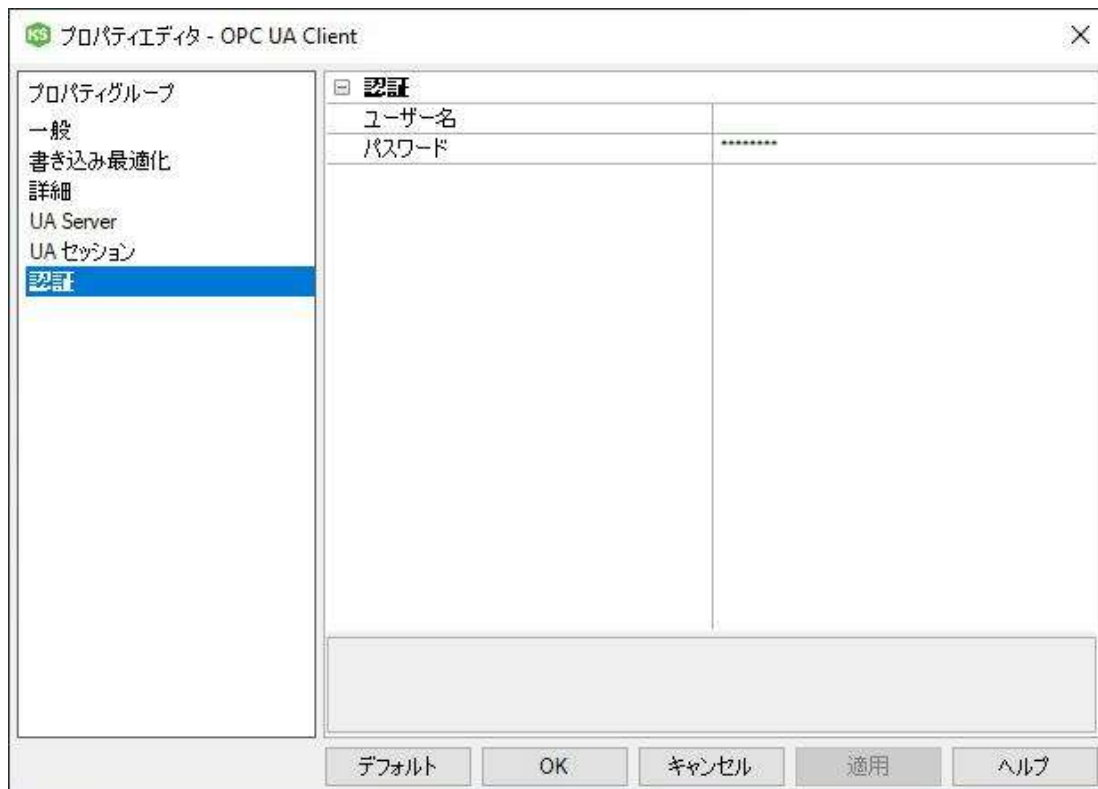 KS プロパティエディタ - OPC UA Client
プロパティグループ
一般
書き込み最適化
詳細
UA Server
UA セッション
認証
認証
ユーザー名
パスワード ********
デフォルト OK キャンセル 適用 ヘルプ